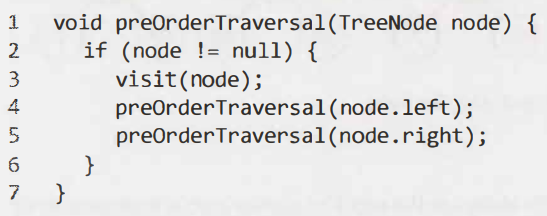 1 void preOrderTraversal(TreeNode node) {
2 if (node != null) {
3 visit(node);
4 preOrderTraversal(node.left);
5 preOrderTraversal(node.right);
6 }
7 }